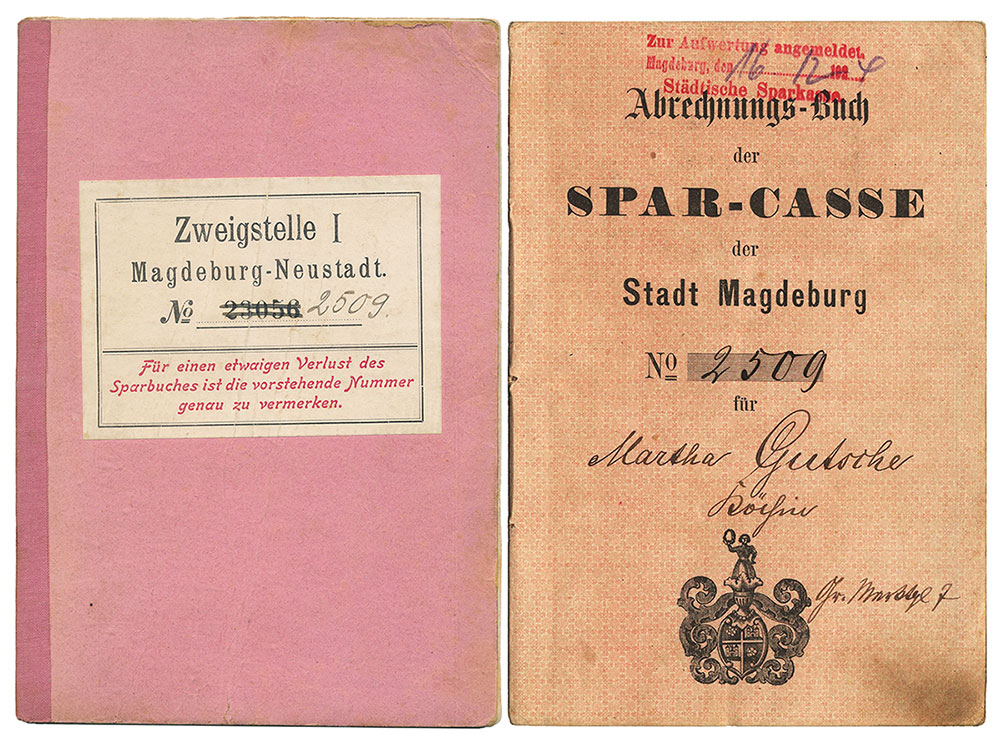 Zweigstelle I
Magdeburg-Neustadt.
No 23056 2509.
Für einen etwaigen Verlust des
Sparbuches ist die vorstehende Nummer
genau zu vermerken.
Zur Aufwertung angemeldet.
Magdeburg, den 16 12 192 4
Städtische Sparkasse.
Abrechnungs-Buch
der
SPAR-CASSE
der
Stadt Magdeburg
No 2509
für
Martha Gutsche
Köchin
Gr. 7